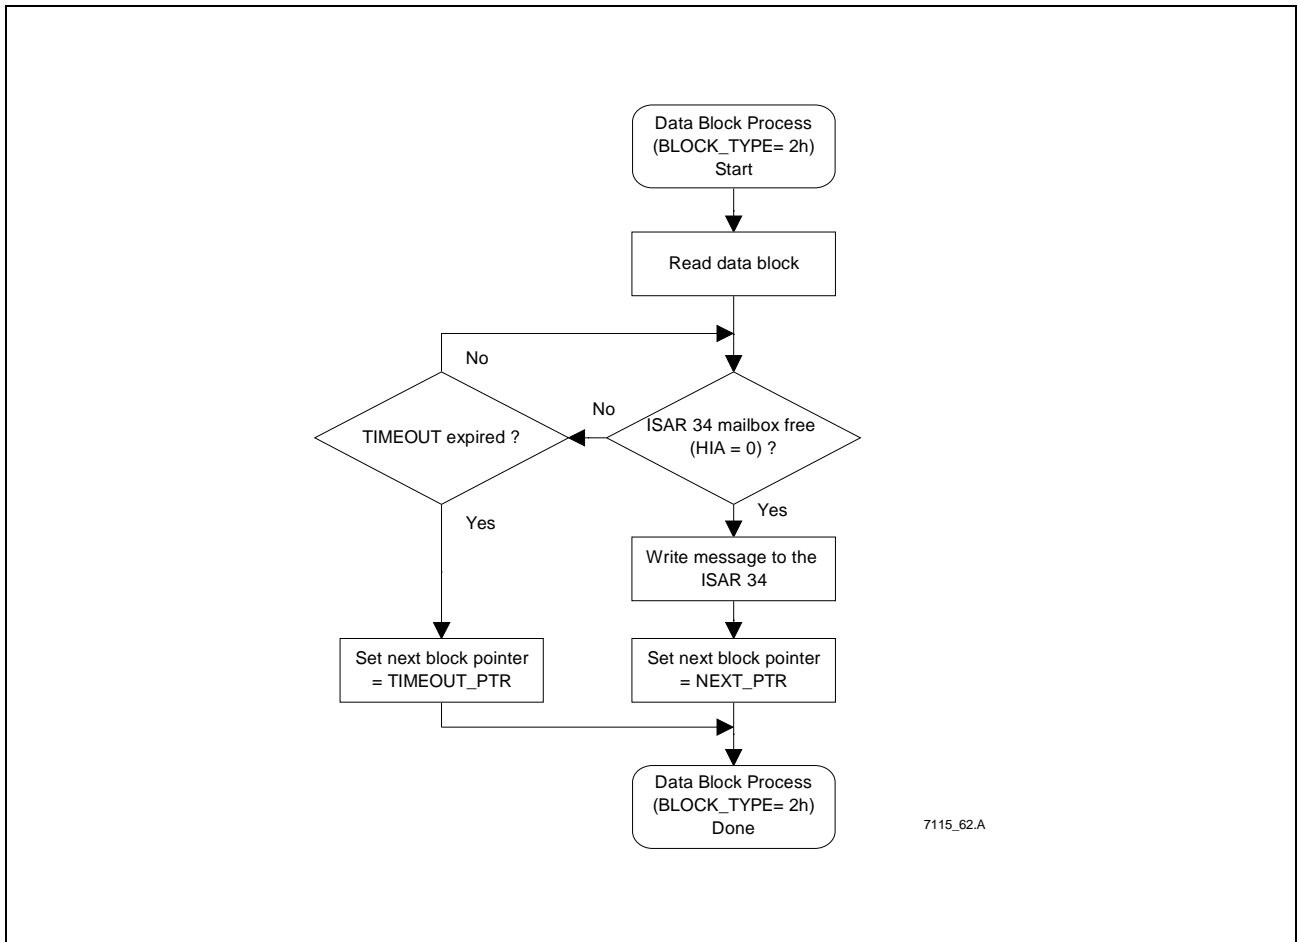 Data Block Process
(BLOCK_TYPE= 2h)
Start
Read data block
No
No
TIMEOUT expired ?
ISAR 34 mailbox free
(HIA = 0) ?
Yes
Yes
Write message to the
ISAR 34
Set next block pointer
= TIMEOUT_PTR
Set next block pointer
= NEXT_PTR
Data Block Process
(BLOCK_TYPE= 2h)
Done
7115_62.A